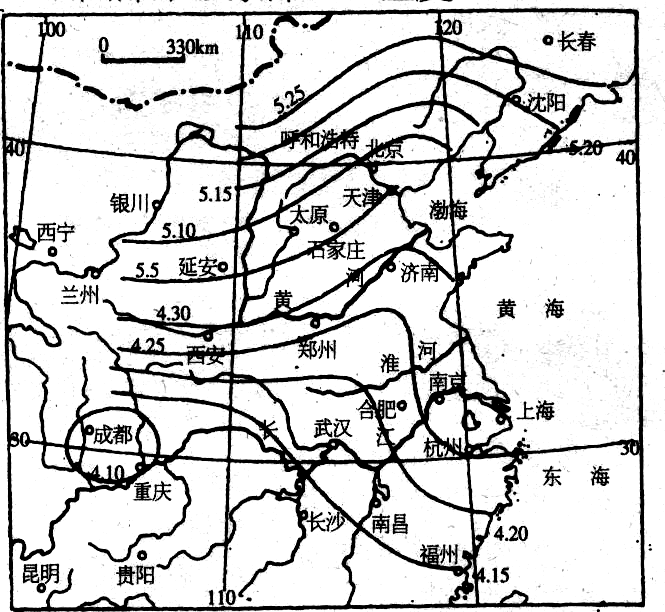 100
110
120
0 330km
长春
5.25
沈阳
呼和浩特
北京
40
5.20
40
5.15
银川
天津
渤海
西宁
5.10
太原
石家庄
5.5
延安
河
济南
兰州
黄
黄 海
4.30
4.25
西安
郑州
淮 河
南京
合肥
上海
成都
长
武汉
江
杭州
30
30
4.10
重庆
东 海
长沙
南昌
4.20
福州
昆明
贵阳
4.15
110